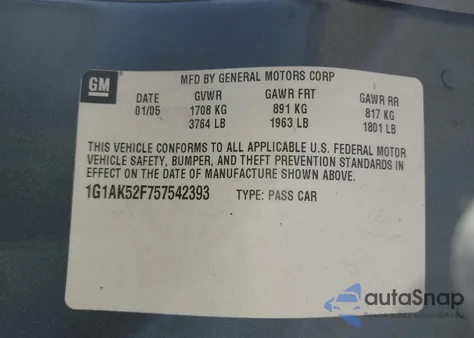 GM
MFD BY GENERAL MOTORS CORP
DATE GVWR GAWR FRT GAWR RR
01/05 1708 KG 891 KG 817 KG
3764 LB 1963 LB 1801 LB
THIS VEHICLE CONFORMS TO ALL APPLICABLE U.S. FEDERAL MOTOR
VEHICLE SAFETY, BUMPER, AND THEFT PREVENTION STANDARDS IN
EFFECT ON THE DATE OF MANUFACTURE SHOWN ABOVE.
1G1AK52F757542393 TYPE: PASS CAR
autaSnap